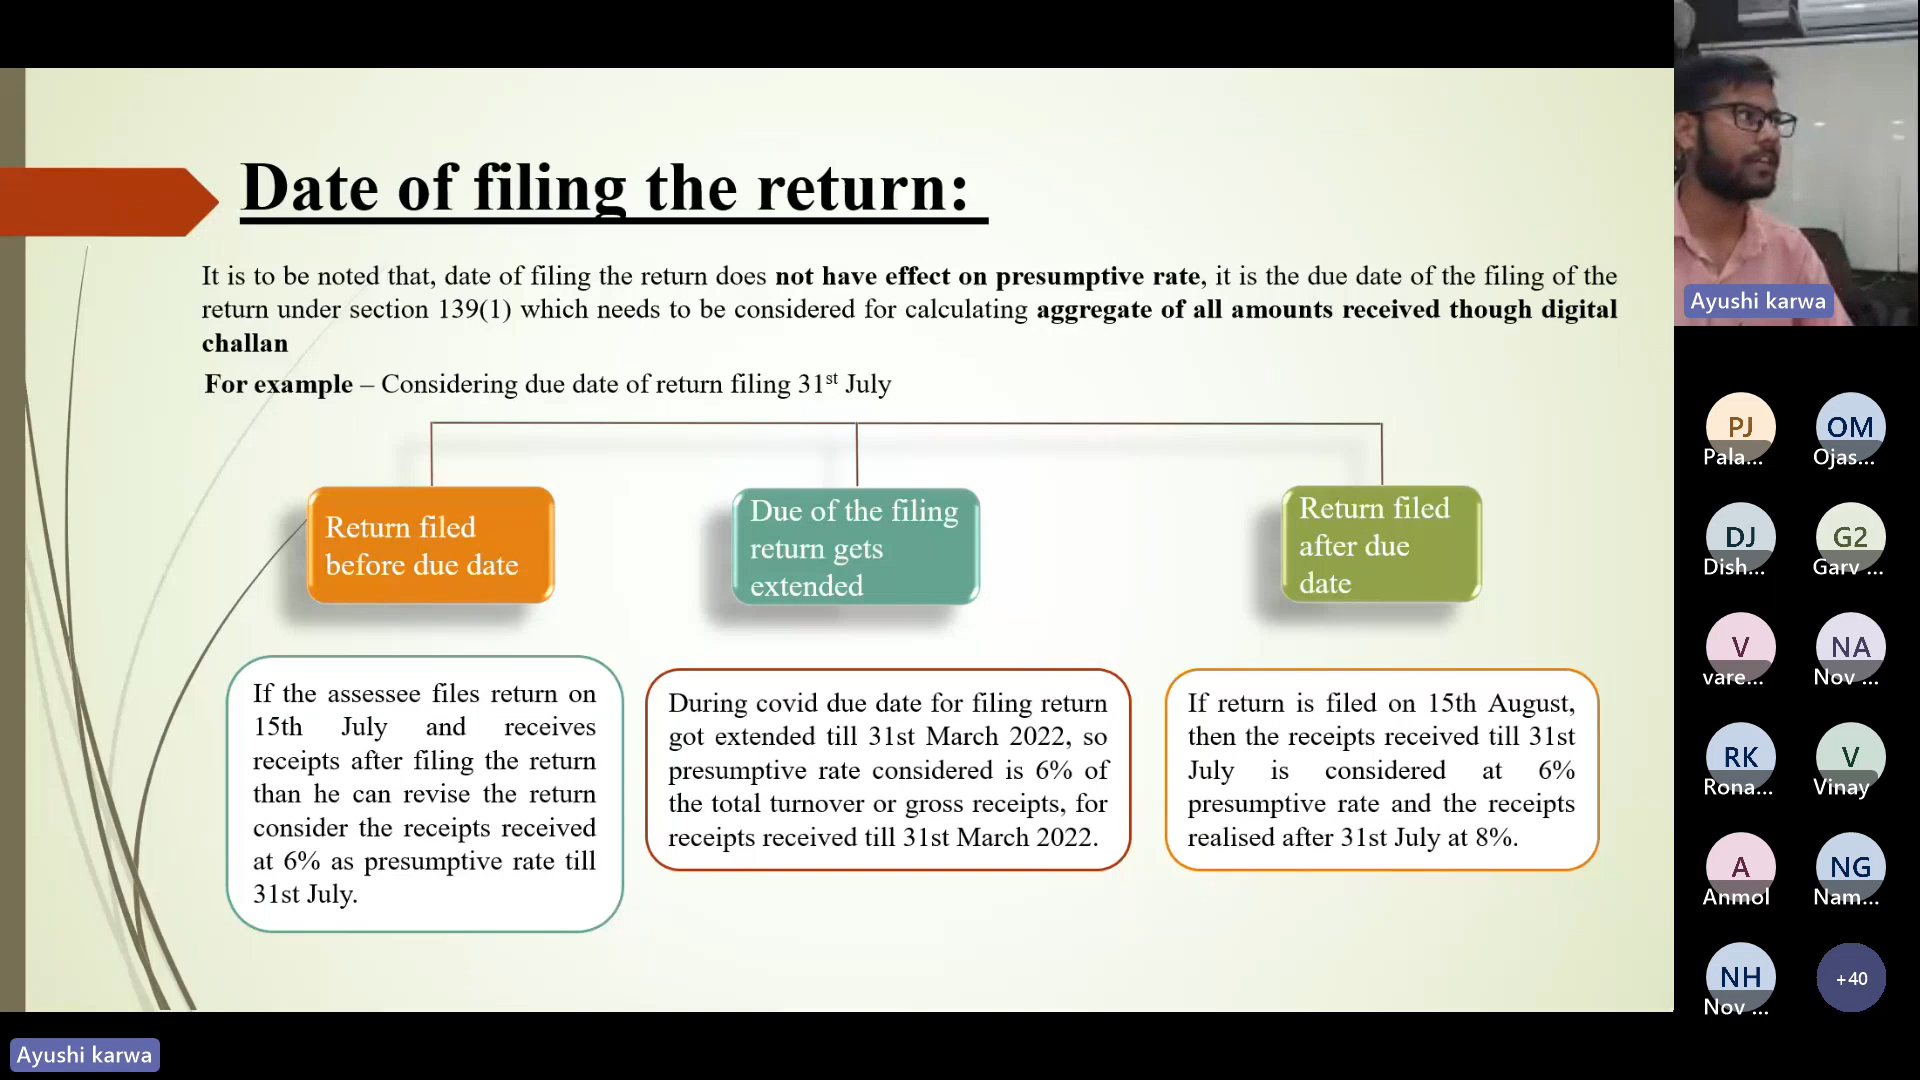 Date of filing the return:
It is to be noted that, date of filing the return does not have effect on presumptive rate, it is the due date of the filing of the
return under section 139(1) which needs to be considered for calculating aggregate of all amounts received though digital
challan
For example – Considering due date of return filing 31st July
Return filed
before due date
Due of the filing
return gets
extended
Return filed
after due
date
If the assessee files return on
15th July and receives
receipts after filing the return
than he can revise the return
consider the receipts received
at 6% as presumptive rate till
31st July.
During covid due date for filing return
got extended till 31st March 2022, so
presumptive rate considered is 6% of
the total turnover or gross receipts, for
receipts received till 31st March 2022.
If return is filed on 15th August,
then the receipts received till 31st
July is considered at 6%
presumptive rate and the receipts
realised after 31st July at 8%.
Ayushi karwa
PJ
Pala...
OM
Ojas...
DJ
Dish...
G2
Garv ...
V
vare...
NA
Nov ...
RK
Rona...
V
Vinay
A
Anmol
NG
Nam...
NH
Nov ...
+40
Ayushi karwa